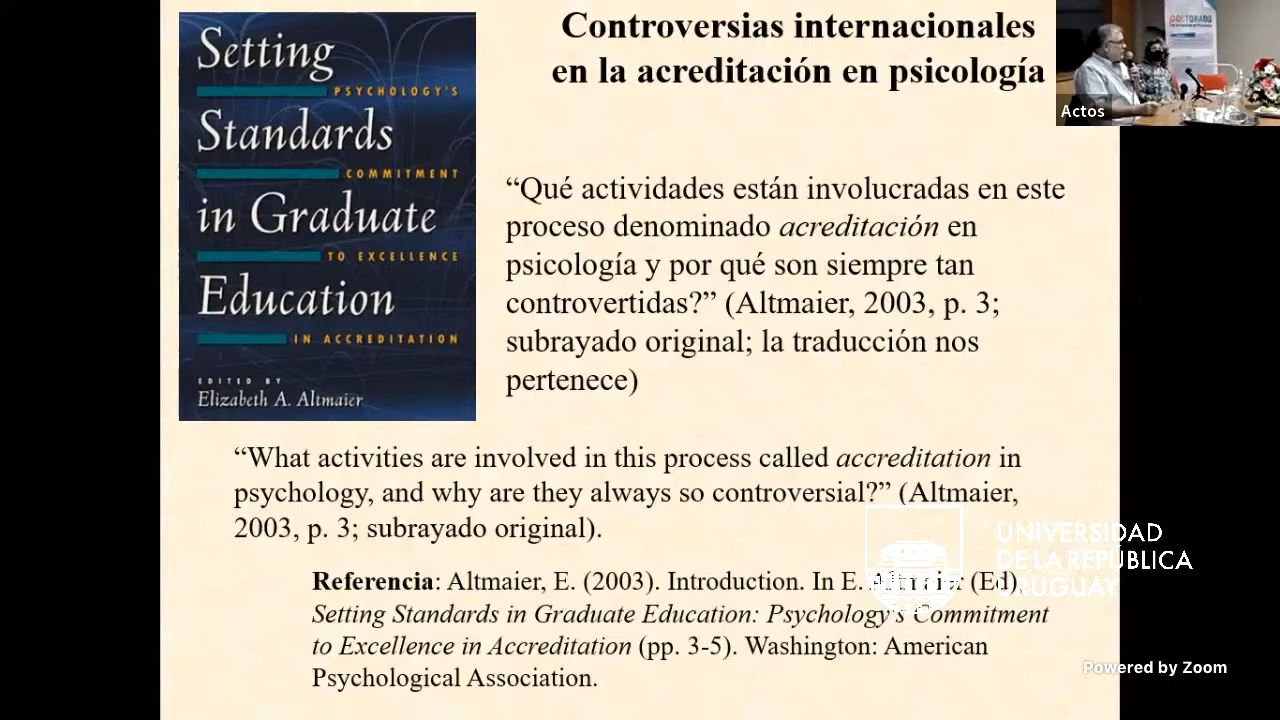 Setting
PSYCHOLOGY'S
Standards
COMMITMENT
in Graduate
TO EXCELLENCE
Education
IN ACCREDITATION
EDITED BY
Elizabeth A. Altmaier
Controversias internacionales
en la acreditación en psicología
DOCTORADO
Actos
“Qué actividades están involucradas en este
proceso denominado acreditación en
psicología y por qué son siempre tan
controvertidas?” (Altmaier, 2003, p. 3;
subrayado original; la traducción nos
pertenece)
“What activities are involved in this process called accreditation in
psychology, and why are they always so controversial?” (Altmaier,
2003, p. 3; subrayado original).
Referencia: Altmaier, E. (2003). Introduction. In E. Altmaier (Ed).
Setting Standards in Graduate Education: Psychology's Commitment
to Excellence in Accreditation (pp. 3-5). Washington: American
Psychological Association.
UNIVERSIDAD
DE LA REPÚBLICA
URUGUAY
Powered by Zoom